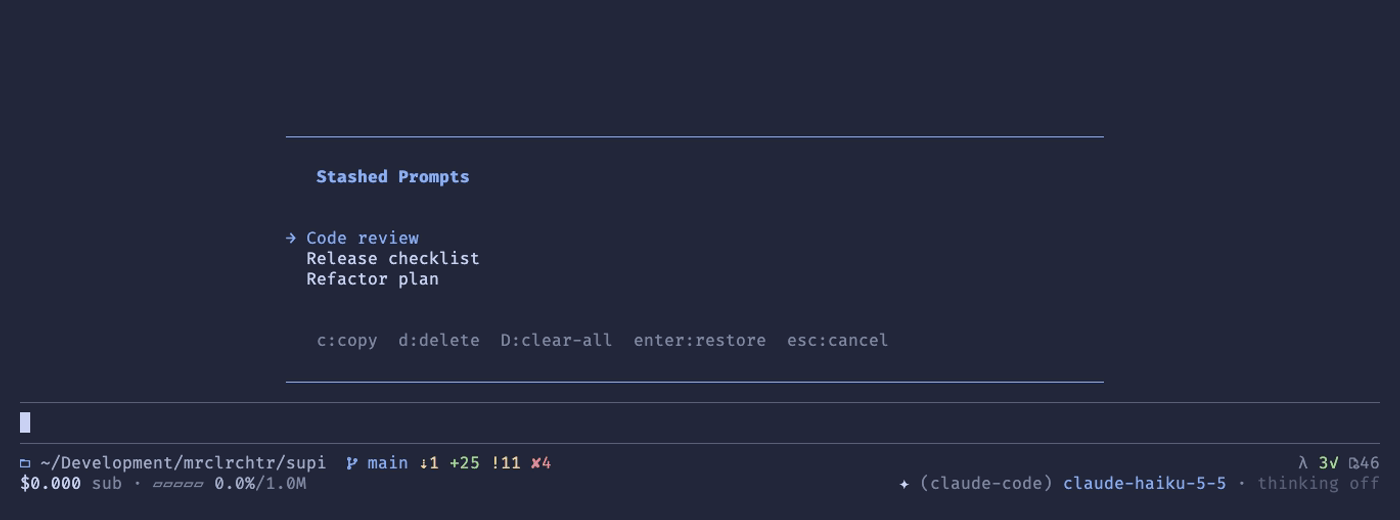 Stashed Prompts
→ Code review
Release checklist
Refactor plan
c:copy  d:delete  D:clear-all  enter:restore  esc:cancel
~/Development/mrclrchtr/supi  main ↓1 +25 !11 ✘4
λ 3√ 46
$0.000 sub · ▱▱▱▱▱ 0.0%/1.0M
✦ (claude-code) claude-haiku-5-5 · thinking off